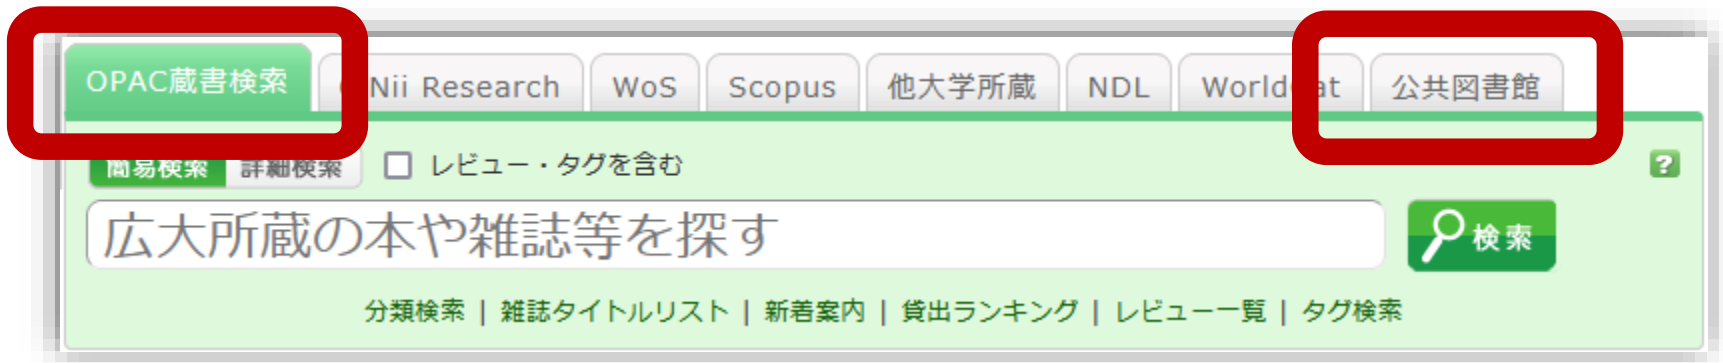 OPAC蔵書検索 Nii Research WoS Scopus 他大学所蔵 NDL World at 公共図書館
簡易検索 詳細検索 レビュー・タグを含む ?
広大所蔵の本や雑誌等を探す 検索
分類検索 | 雑誌タイトルリスト | 新着案内 | 貸出ランキング | レビュー一覧 | タグ検索